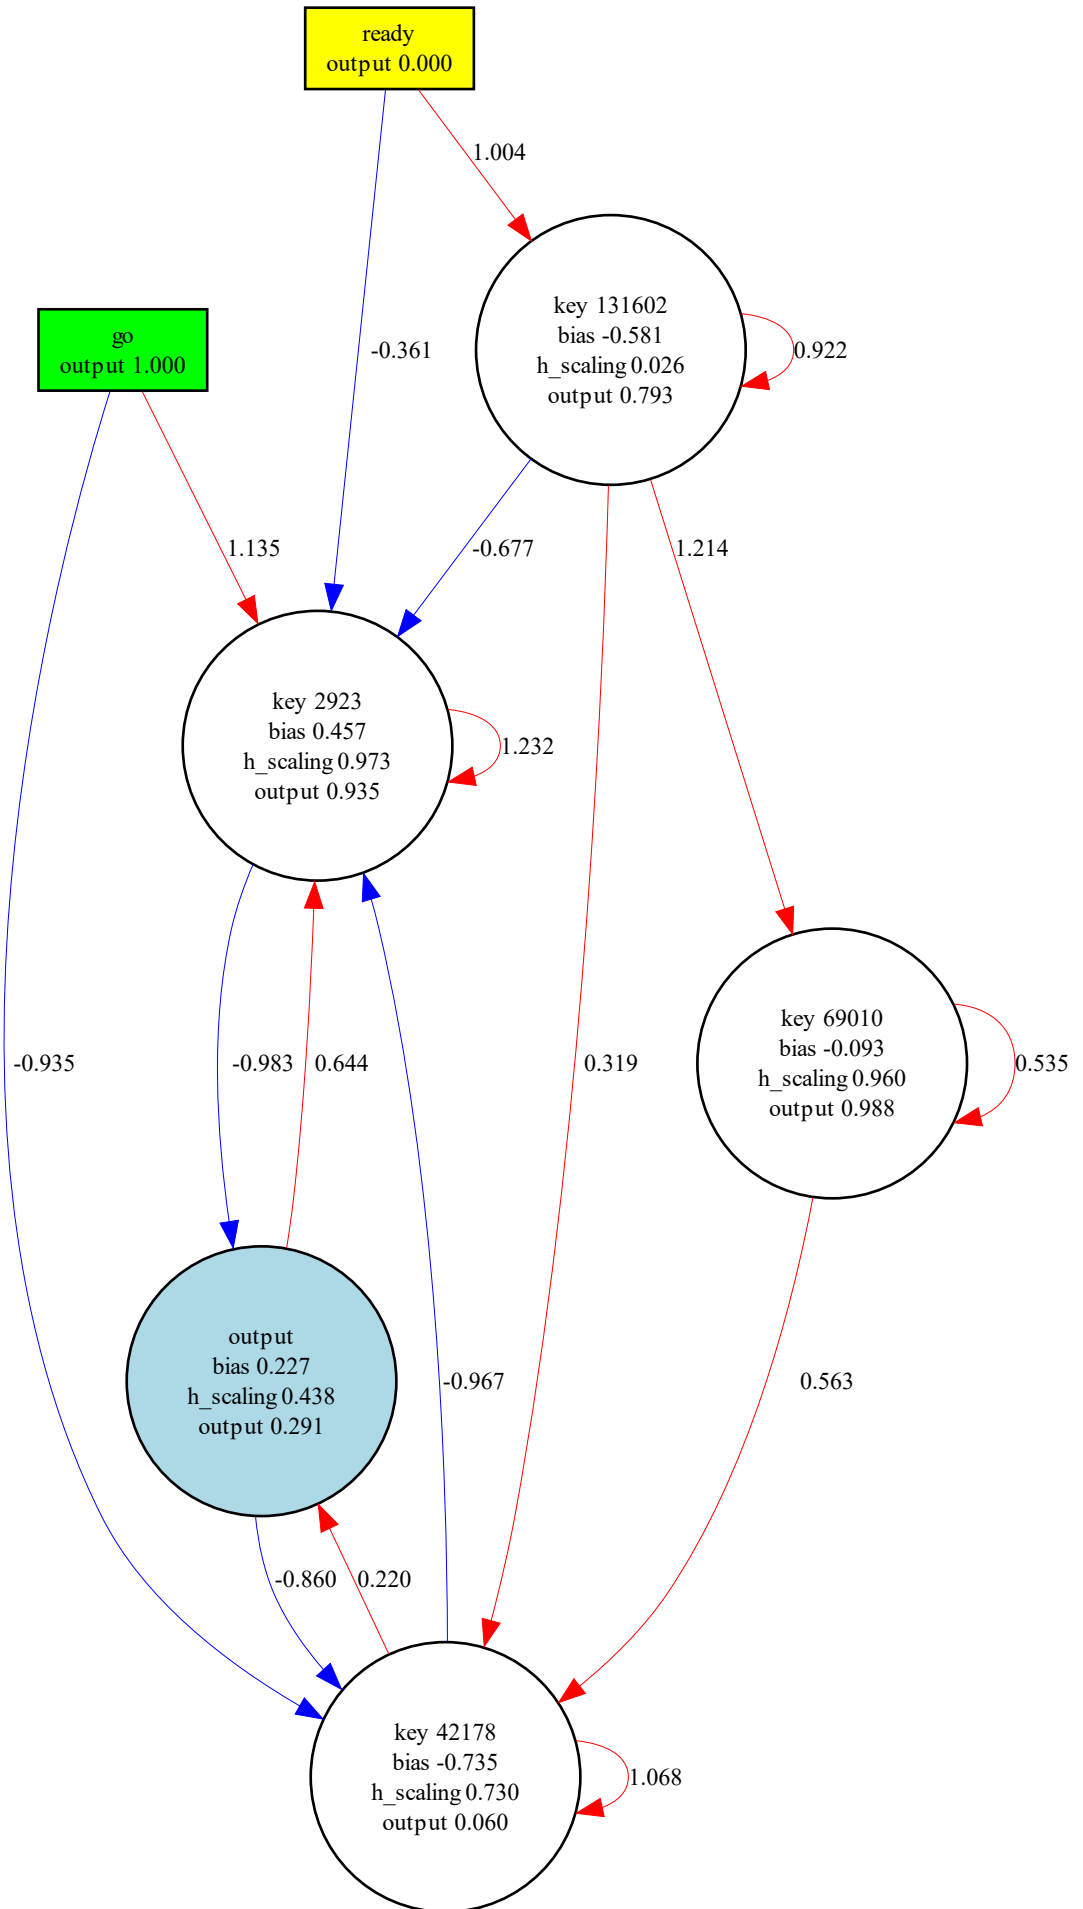 ready
output 0.000
1.004
key 131602
bias -0.581
h_scaling 0.026
output 0.793
0.922
go
output 1.000
-0.361
1.135
-0.677
1.214
key 2923
bias 0.457
h_scaling 0.973
output 0.935
1.232
key 69010
bias -0.093
h_scaling 0.960
output 0.988
0.535
-0.935
-0.983
0.644
0.319
output
bias 0.227
h_scaling 0.438
output 0.291
-0.967
0.563
-0.860
0.220
key 42178
bias -0.735
h_scaling 0.730
output 0.060
1.068